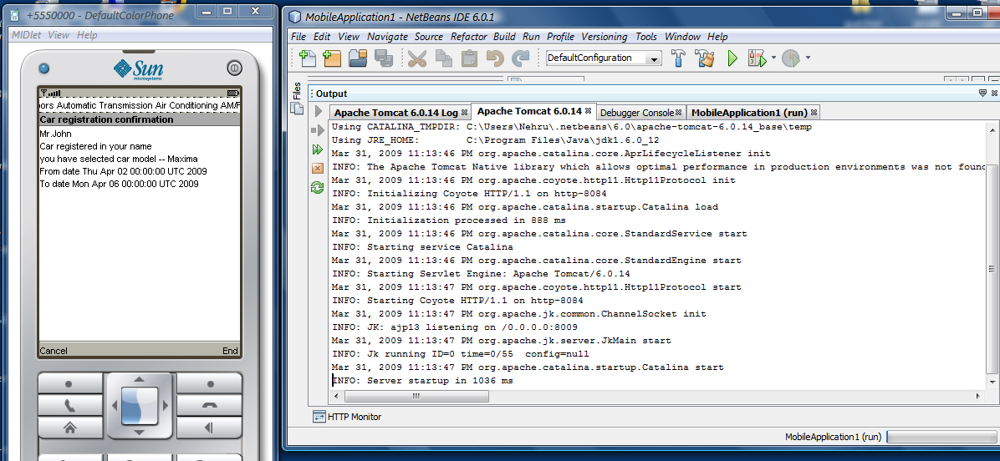 +5550000 - DefaultColorPhone
MIDlet View Help
Sun
microsystems
ors Automatic Transmission Air Conditioning AM/F
Car registration confirmation
Mr.John
Car registered in your name
you have selected car model -- Maxima
From date Thu Apr 02 00:00:00 UTC 2009
To date Mon Apr 06 00:00:00 UTC 2009
Cancel End
MobileApplication1 - NetBeans IDE 6.0.1
File Edit View Navigate Source Refactor Build Run Profile Versioning Tools Window Help
DefaultConfiguration
Files
Output
Apache Tomcat 6.0.14 Log Apache Tomcat 6.0.14 Debugger Console MobileApplication1 (run)
Using CATALINA_TMPDIR: C:\Users\Nehru\.netbeans\6.0\apache-tomcat-6.0.14_base\temp
Using JRE_HOME: C:\Program Files\Java\jdk1.6.0_12
Mar 31, 2009 11:13:46 PM org.apache.catalina.core.AprLifecycleListener init
INFO: The Apache Tomcat Native library which allows optimal performance in production environments was not found
Mar 31, 2009 11:13:46 PM org.apache.coyote.http11.Http11Protocol init
INFO: Initializing Coyote HTTP/1.1 on http-8084
Mar 31, 2009 11:13:46 PM org.apache.catalina.startup.Catalina load
INFO: Initialization processed in 888 ms
Mar 31, 2009 11:13:46 PM org.apache.catalina.core.StandardService start
INFO: Starting service Catalina
Mar 31, 2009 11:13:46 PM org.apache.catalina.core.StandardEngine start
INFO: Starting Servlet Engine: Apache Tomcat/6.0.14
Mar 31, 2009 11:13:47 PM org.apache.coyote.http11.Http11Protocol start
INFO: Starting Coyote HTTP/1.1 on http-8084
Mar 31, 2009 11:13:47 PM org.apache.jk.common.ChannelSocket init
INFO: JK: ajp13 listening on /0.0.0.0:8009
Mar 31, 2009 11:13:47 PM org.apache.jk.server.JkMain start
INFO: Jk running ID=0 time=0/55 config=null
Mar 31, 2009 11:13:47 PM org.apache.catalina.startup.Catalina start
INFO: Server startup in 1036 ms
HTTP Monitor
MobileApplication1 (run)